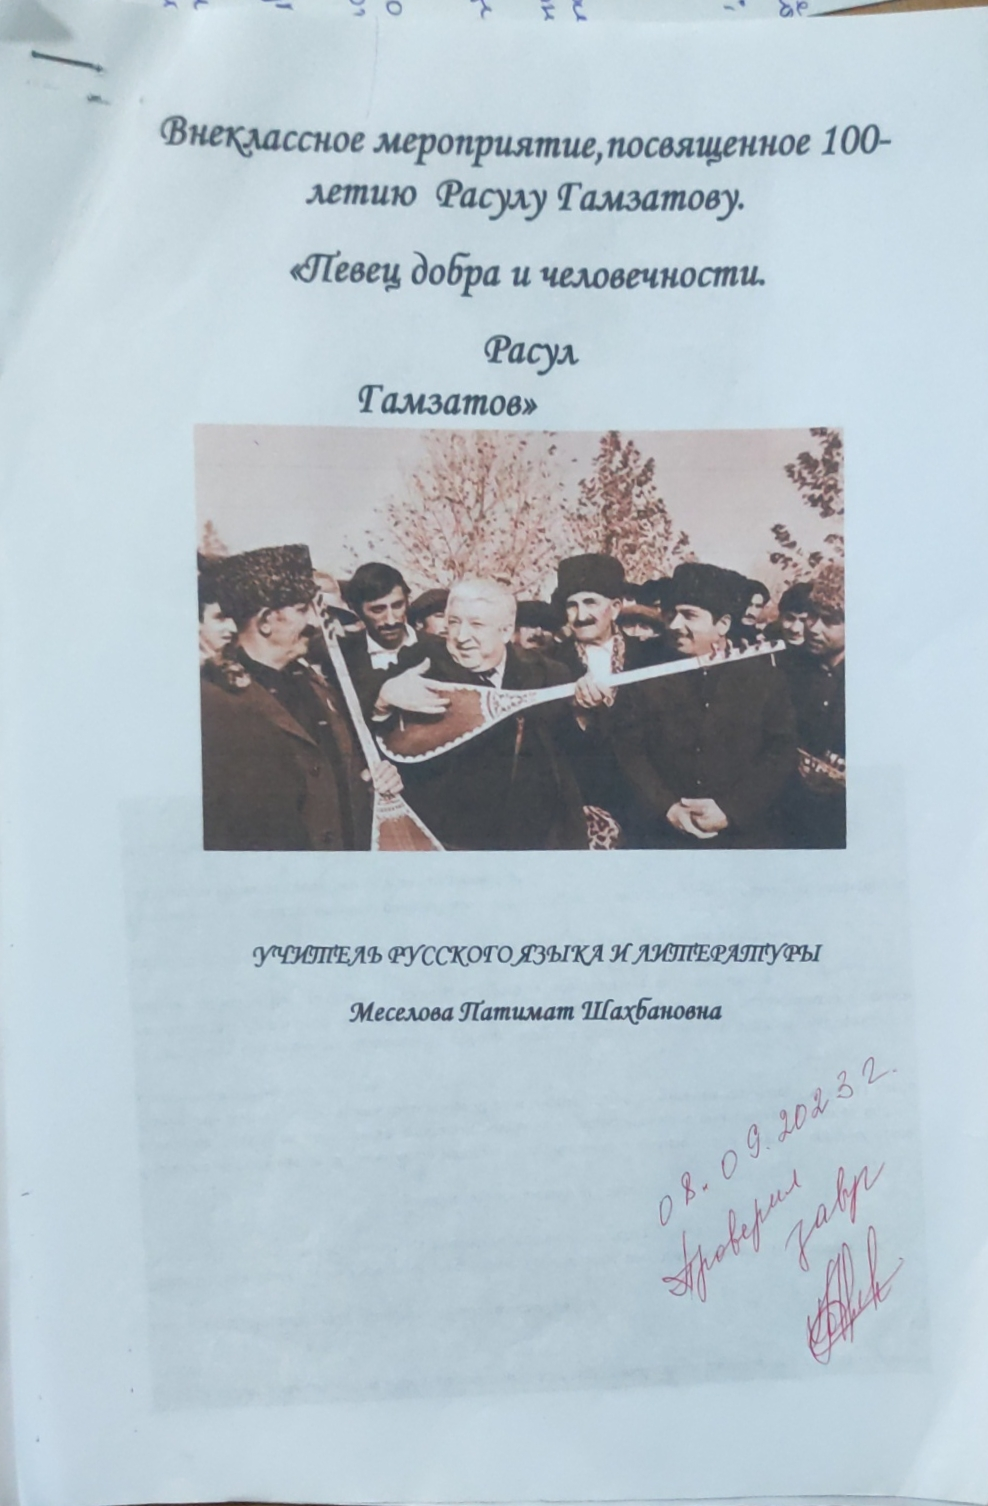 Внеклассное мероприятие,посвященное 100-
летию Расулу Гамзатову.
«Певец добра и человечности.
Расул
Гамзатов»
УЧИТЕЛЬ РУССКОГО ЯЗЫКА И ЛИТЕРАТУРЫ
Меселова Патимат Шахбановна
08.09.2023 г.
Проверил завуч